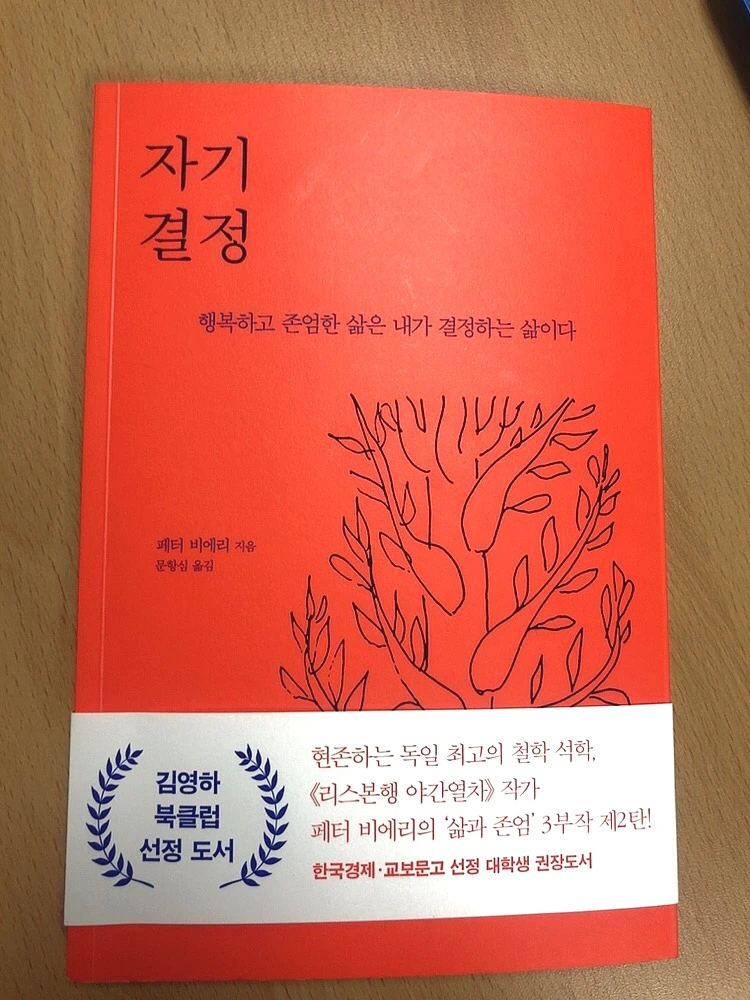 자기
결정
행복하고 존엄한 삶은 내가 결정하는 삶이다
페터 비에리 지음
문항심 옮김
김영하
북클럽
선정 도서
현존하는 독일 최고의 철학 석학,
《리스본행 야간열차》 작가
페터 비에리의 ‘삶과 존엄’ 3부작 제2탄!
한국경제·교보문고 선정 대학생 권장도서